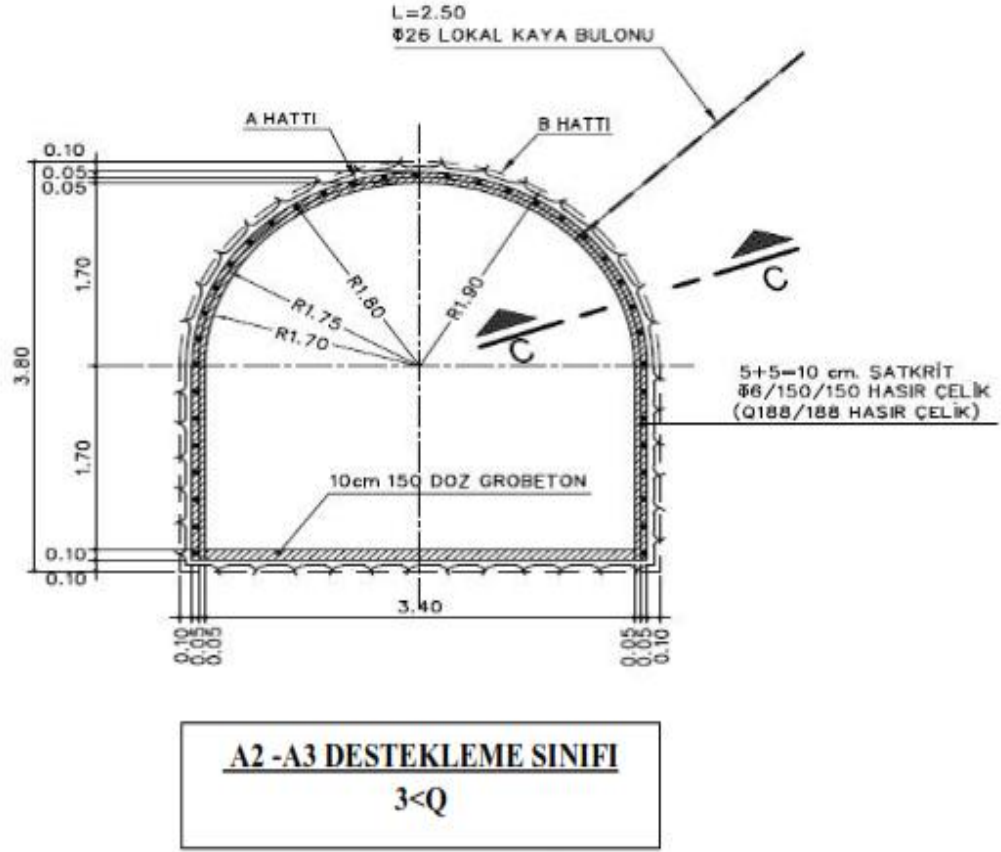 L=2.50
Φ26 LOKAL KAYA BULONU
A HATTI
B HATTI
0.10
0.05
0.05
1.70
3.80
1.70
0.10
0.10
R1.80
R1.90
R1.75
R1.70
C
C
5+5=10 cm. ŞATKRİT
Φ6/150/150 HASIR ÇELİK
(Q188/188 HASIR ÇELİK)
10cm 150 DOZ GROBETON
3.40
0.10
0.05
0.05
0.05
0.05
0.10
A2 -A3 DESTEKLEME SINIFI
3<Q